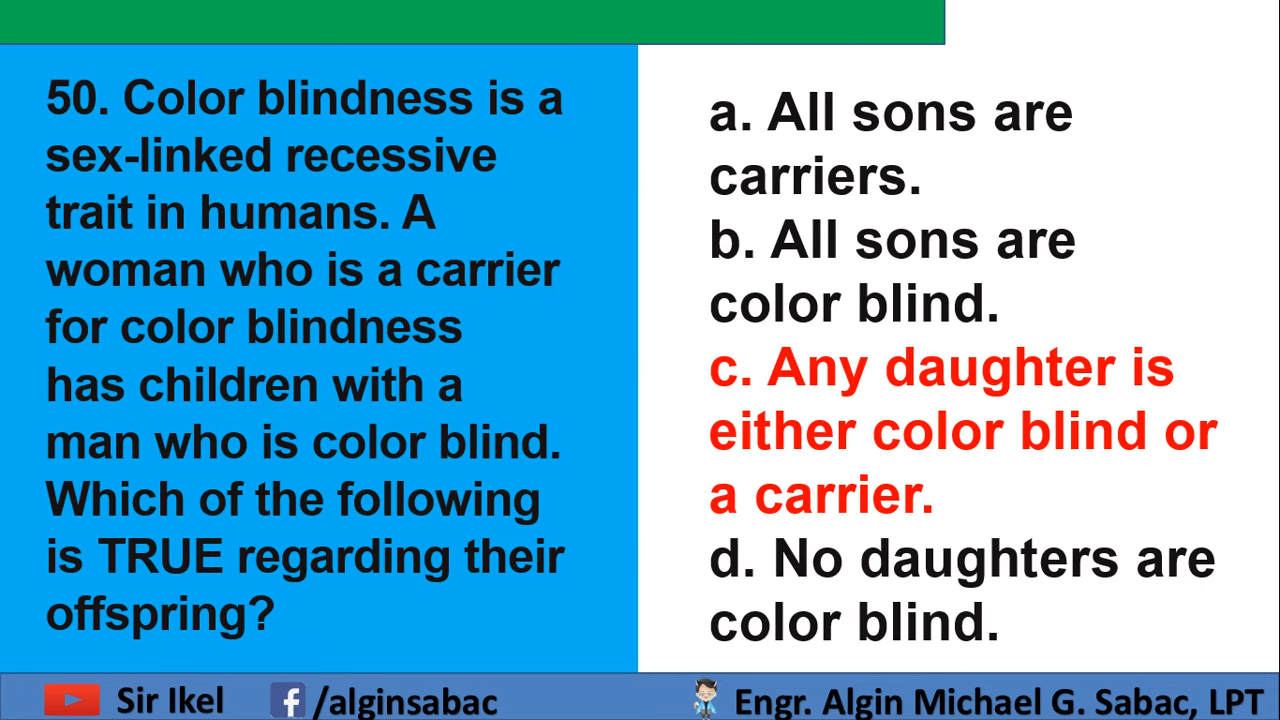 50. Color blindness is a
sex-linked recessive
trait in humans. A
woman who is a carrier
for color blindness
has children with a
man who is color blind.
Which of the following
is TRUE regarding their
offspring?
a. All sons are
carriers.
b. All sons are
color blind.
c. Any daughter is
either color blind or
a carrier.
d. No daughters are
color blind.
Sir Ikel
/alginsabac
Engr. Algin Michael G. Sabac, LPT